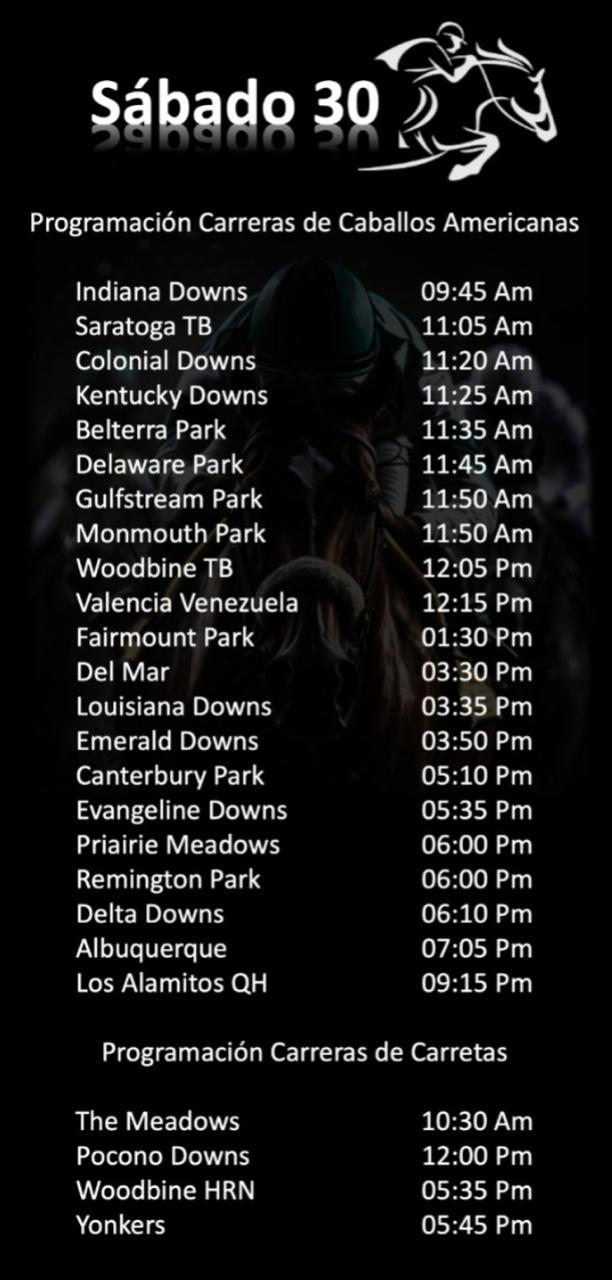 Sábado 30
Programación Carreras de Caballos Americanas
Indiana Downs 09:45 Am
Saratoga TB 11:05 Am
Colonial Downs 11:20 Am
Kentucky Downs 11:25 Am
Belterra Park 11:35 Am
Delaware Park 11:45 Am
Gulfstream Park 11:50 Am
Monmouth Park 11:50 Am
Woodbine TB 12:05 Pm
Valencia Venezuela 12:15 Pm
Fairmount Park 01:30 Pm
Del Mar 03:30 Pm
Louisiana Downs 03:35 Pm
Emerald Downs 03:50 Pm
Canterbury Park 05:10 Pm
Evangeline Downs 05:35 Pm
Priairie Meadows 06:00 Pm
Remington Park 06:00 Pm
Delta Downs 06:10 Pm
Albuquerque 07:05 Pm
Los Alamitos QH 09:15 Pm
Programación Carreras de Carretas
The Meadows 10:30 Am
Pocono Downs 12:00 Pm
Woodbine HRN 05:35 Pm
Yonkers 05:45 Pm